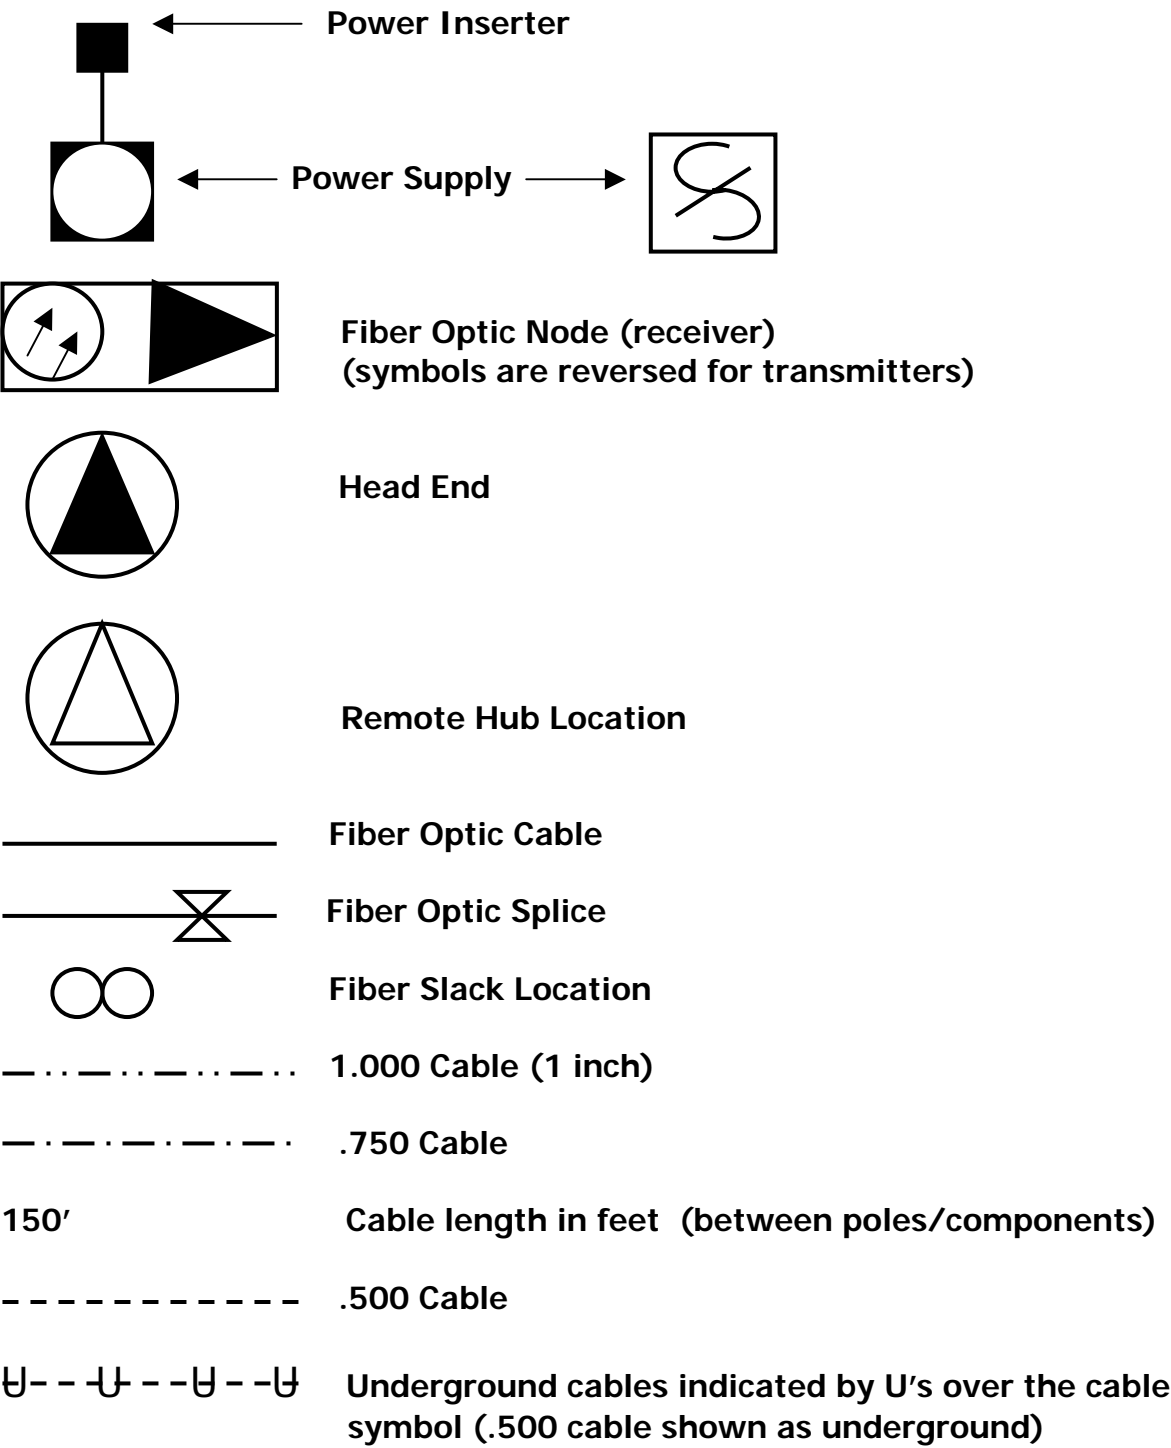 Power Inserter
Power Supply
Fiber Optic Node (receiver)
(symbols are reversed for transmitters)
Head End
Remote Hub Location
Fiber Optic Cable
Fiber Optic Splice
Fiber Slack Location
1.000 Cable (1 inch)
.750 Cable
150′ Cable length in feet (between poles/components)
.500 Cable
U U U U Underground cables indicated by U's over the cable
symbol (.500 cable shown as underground)